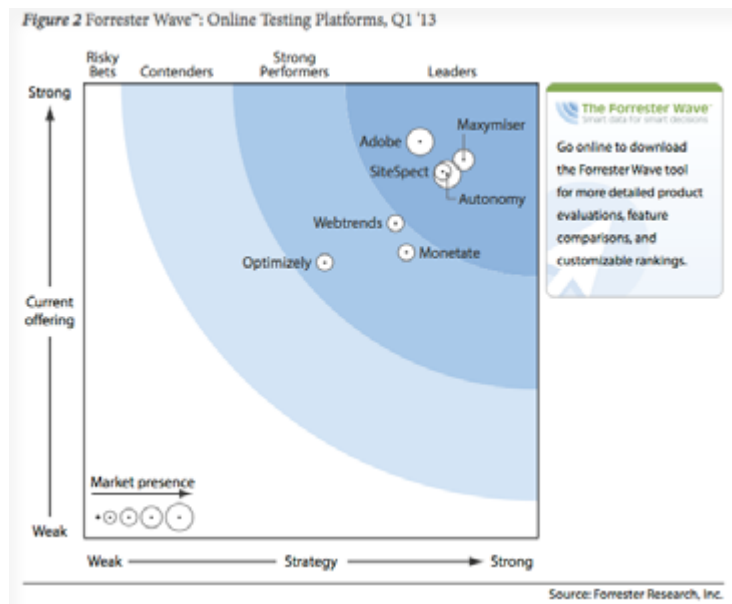 Figure 2 Forrester Wave™: Online Testing Platforms, Q1 '13
Risky
Bets
Contenders
Strong
Performers
Leaders
Strong
Current
offering
Weak
Adobe
Maxymiser
SiteSpect
Autonomy
Webtrends
Monetate
Optimizely
Market presence
Weak
Strategy
Strong
The Forrester Wave™
Smart data for smart decisions
Go online to download
the Forrester Wave tool
for more detailed product
evaluations, feature
comparisons, and
customizable rankings.
Source: Forrester Research, Inc.